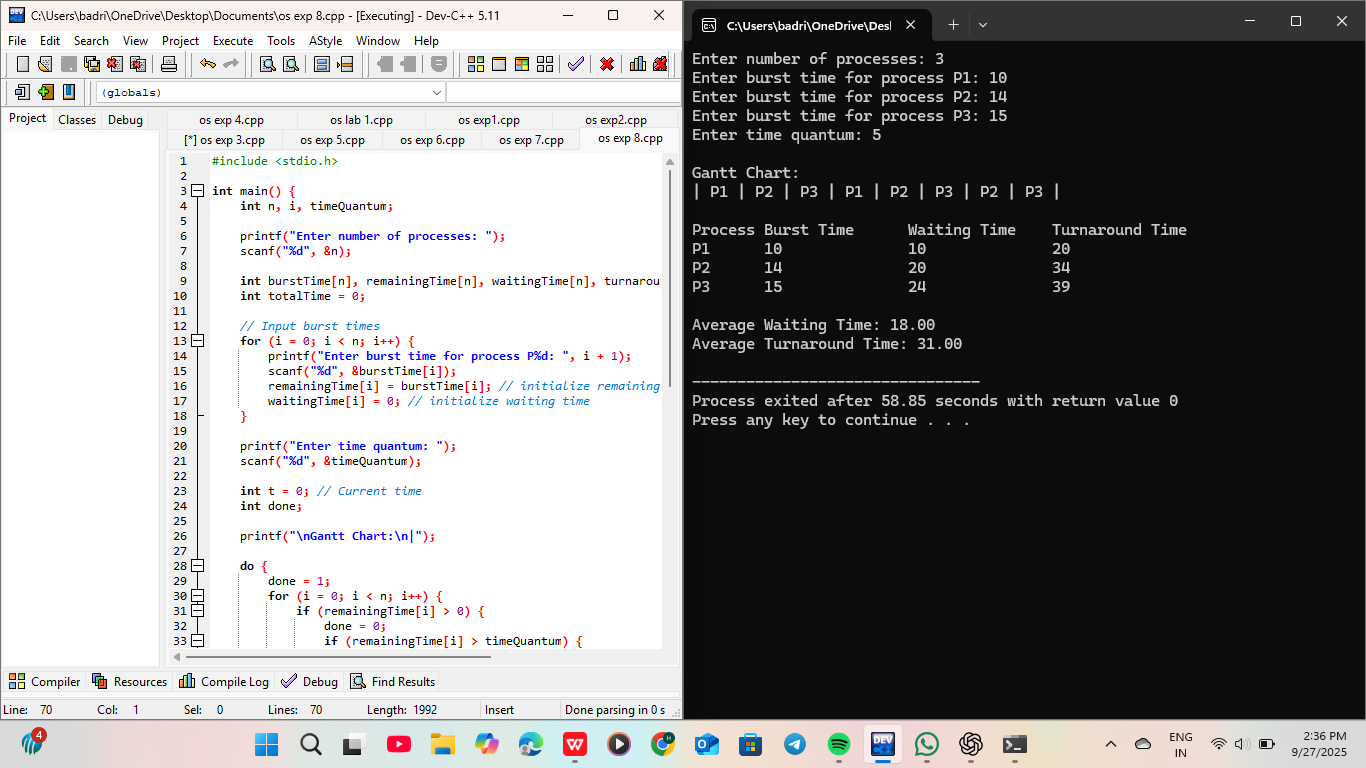 C:\Users\badri\OneDrive\Desktop\Documents\os exp 8.cpp - [Executing] - Dev-C++ 5.11
File Edit Search View Project Execute Tools AStyle Window Help
(globals)
Project Classes Debug
os exp 4.cpp os lab 1.cpp os exp1.cpp os exp2.cpp
[*] os exp 3.cpp os exp 5.cpp os exp 6.cpp os exp 7.cpp os exp 8.cpp
1 #include <stdio.h>
2
3 int main() {
4 int n, i, timeQuantum;
5
6 printf("Enter number of processes: ");
7 scanf("%d", &n);
8
9 int burstTime[n], remainingTime[n], waitingTime[n], turnarou
10 int totalTime = 0;
11
12 // Input burst times
13 for (i = 0; i < n; i++) {
14 printf("Enter burst time for process P%d: ", i + 1);
15 scanf("%d", &burstTime[i]);
16 remainingTime[i] = burstTime[i]; // initialize remaining
17 waitingTime[i] = 0; // initialize waiting time
18 }
19
20 printf("Enter time quantum: ");
21 scanf("%d", &timeQuantum);
22
23 int t = 0; // Current time
24 int done;
25
26 printf("\nGantt Chart:\n|");
27
28 do {
29 done = 1;
30 for (i = 0; i < n; i++) {
31 if (remainingTime[i] > 0) {
32 done = 0;
33 if (remainingTime[i] > timeQuantum) {
Compiler Resources Compile Log Debug Find Results
Line: 70 Col: 1 Sel: 0 Lines: 70 Length: 1992 Insert Done parsing in 0 s
C:\Users\badri\OneDrive\Desl
Enter number of processes: 3
Enter burst time for process P1: 10
Enter burst time for process P2: 14
Enter burst time for process P3: 15
Enter time quantum: 5
Gantt Chart:
| P1 | P2 | P3 | P1 | P2 | P3 | P2 | P3 |
Process Burst Time Waiting Time Turnaround Time
P1 10 10 20
P2 14 20 34
P3 15 24 39
Average Waiting Time: 18.00
Average Turnaround Time: 31.00
--------------------------------
Process exited after 58.85 seconds with return value 0
Press any key to continue . . .
4
DEV
ENG
IN
2:36 PM
9/27/2025